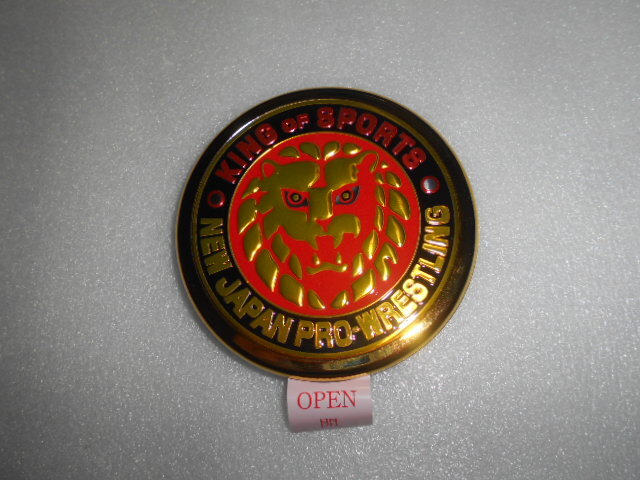 KING OF SPORTS
NEW JAPAN PRO-WRESTLING
OPEN